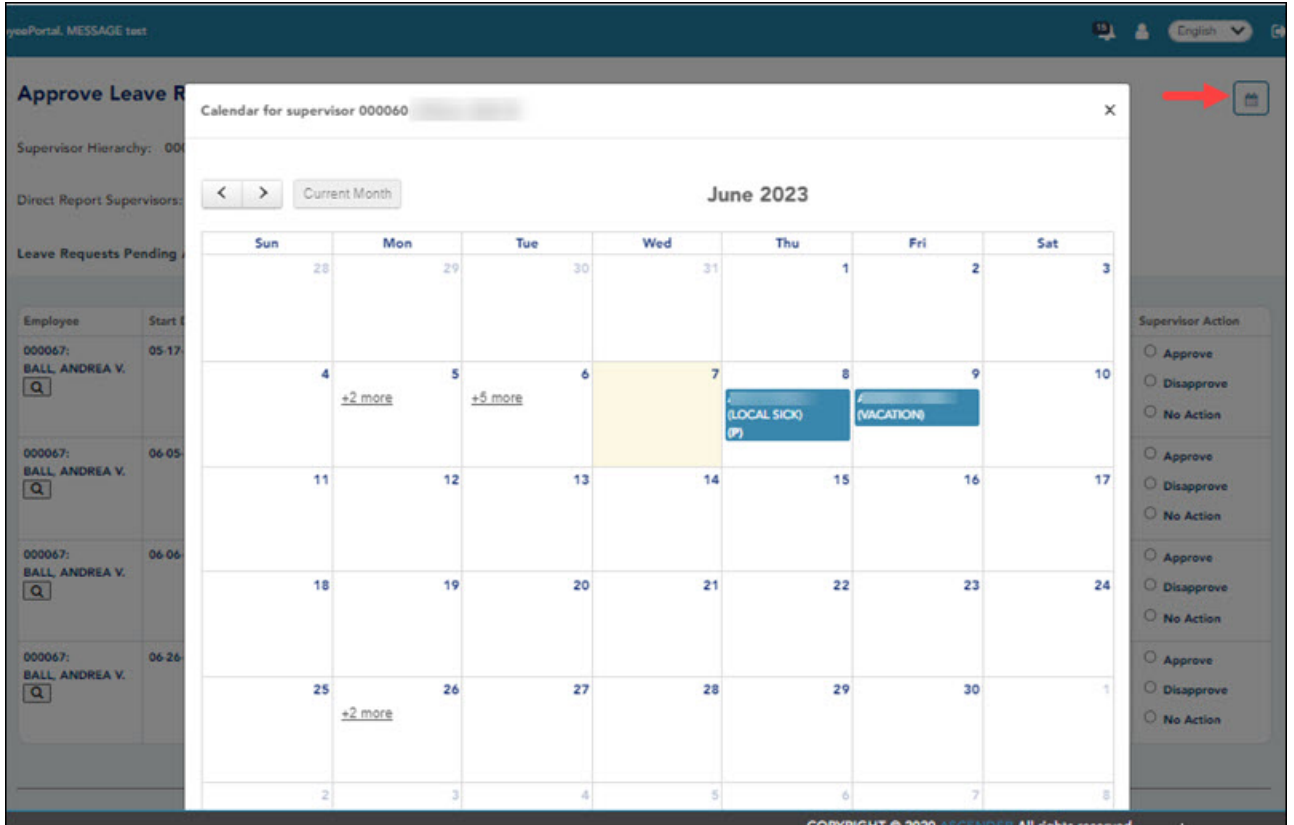 yeePortal, MESSAGE test
15
English
Approve Leave R
Calendar for supervisor 000060
×
Supervisor Hierarchy: 000
Direct Report Supervisors:
< > Current Month
June 2023
Leave Requests Pending
Sun Mon Tue Wed Thu Fri Sat
28 29 30 31 1 2 3
Employee Start D
Supervisor Action
000067: 05-17-
BALL, ANDREA V.
Approve
Disapprove
No Action
4 5 6 7 8 9 10
+2 more +5 more
(LOCAL SICK) (VACATION)
(P)
000067: 06-05-
BALL, ANDREA V.
Approve
Disapprove
No Action
11 12 13 14 15 16 17
000067: 06-06-
BALL, ANDREA V.
Approve
Disapprove
No Action
18 19 20 21 22 23 24
000067: 06-26-
BALL, ANDREA V.
Approve
Disapprove
No Action
25 26 27 28 29 30 1
+2 more
2 3 4 5 6 7 8
COPYRIGHT © 2020 ASCENDER All rights reserved